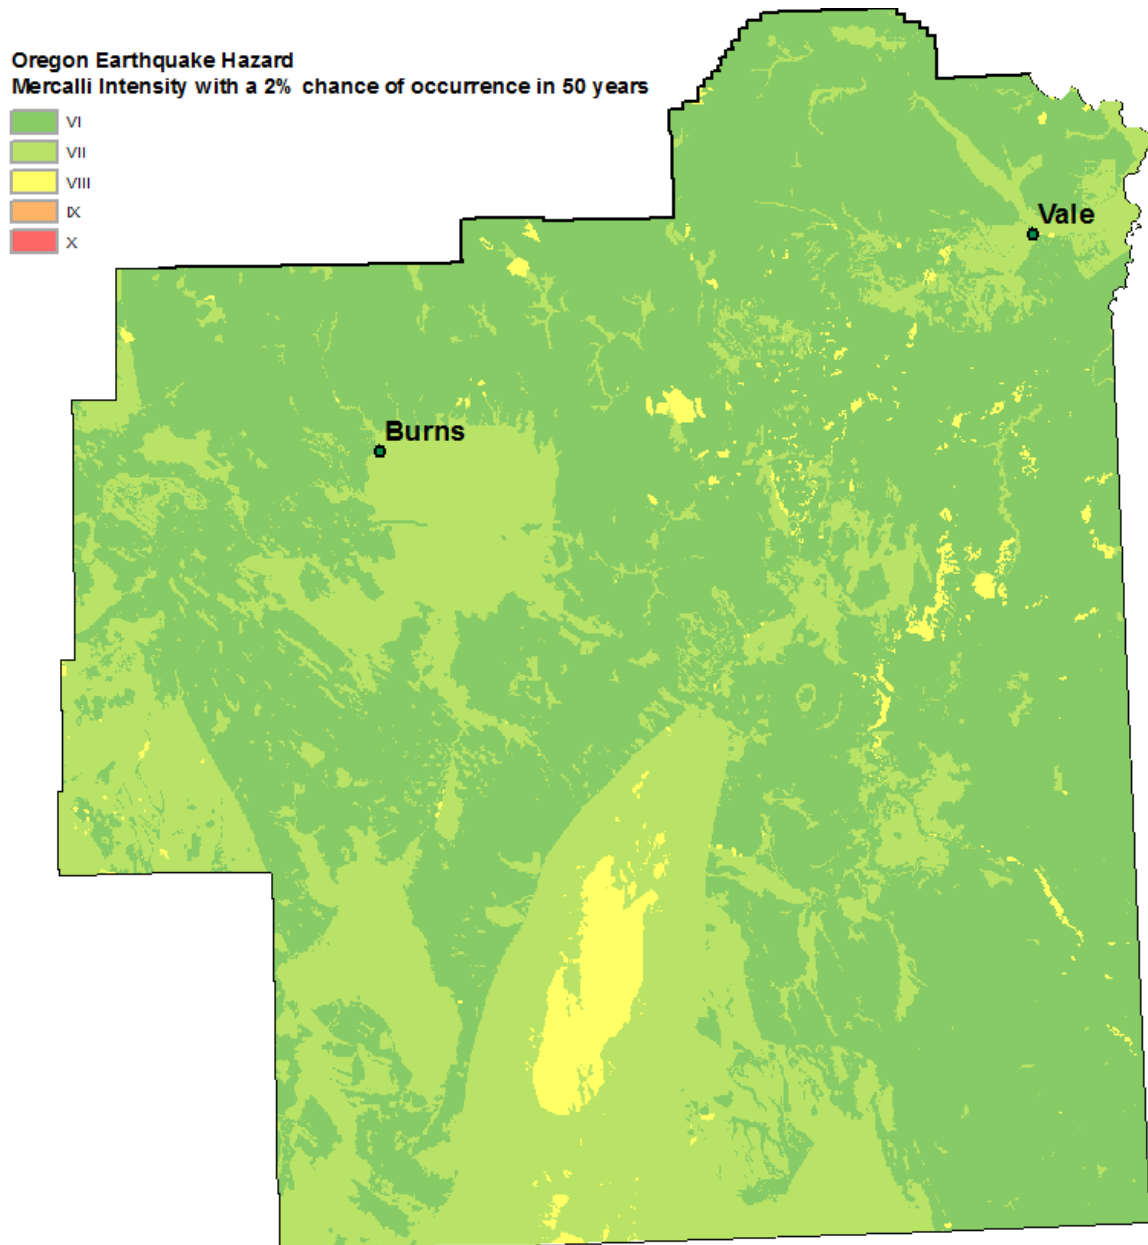 Oregon Earthquake Hazard
Mercalli Intensity with a 2% chance of occurrence in 50 years
VI
VII
VIII
IX
X
Vale
Burns